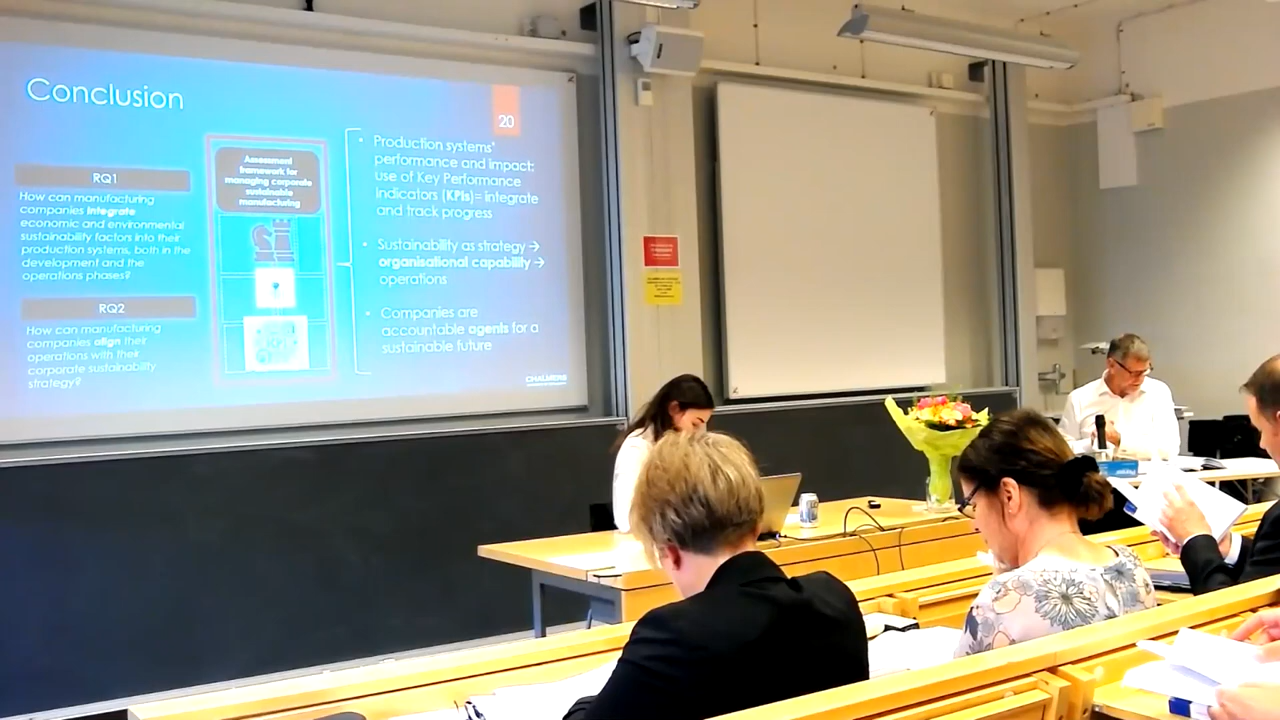 Conclusion
20
RQ1
How can manufacturing
companies integrate
economic and environmental
sustainability factors into their
production systems, both in the
development and the
operations phases?
RQ2
How can manufacturing
companies align their
operations with their
corporate sustainability
strategy?
Assessment
framework for
managing corporate
sustainable
manufacturing
• Production systems'
performance and impact:
use of Key Performance
Indicators (KPIs)= integrate
and track progress
• Sustainability as strategy →
organisational capability →
operations
• Companies are
accountable agents for a
sustainable future
CHALMERS